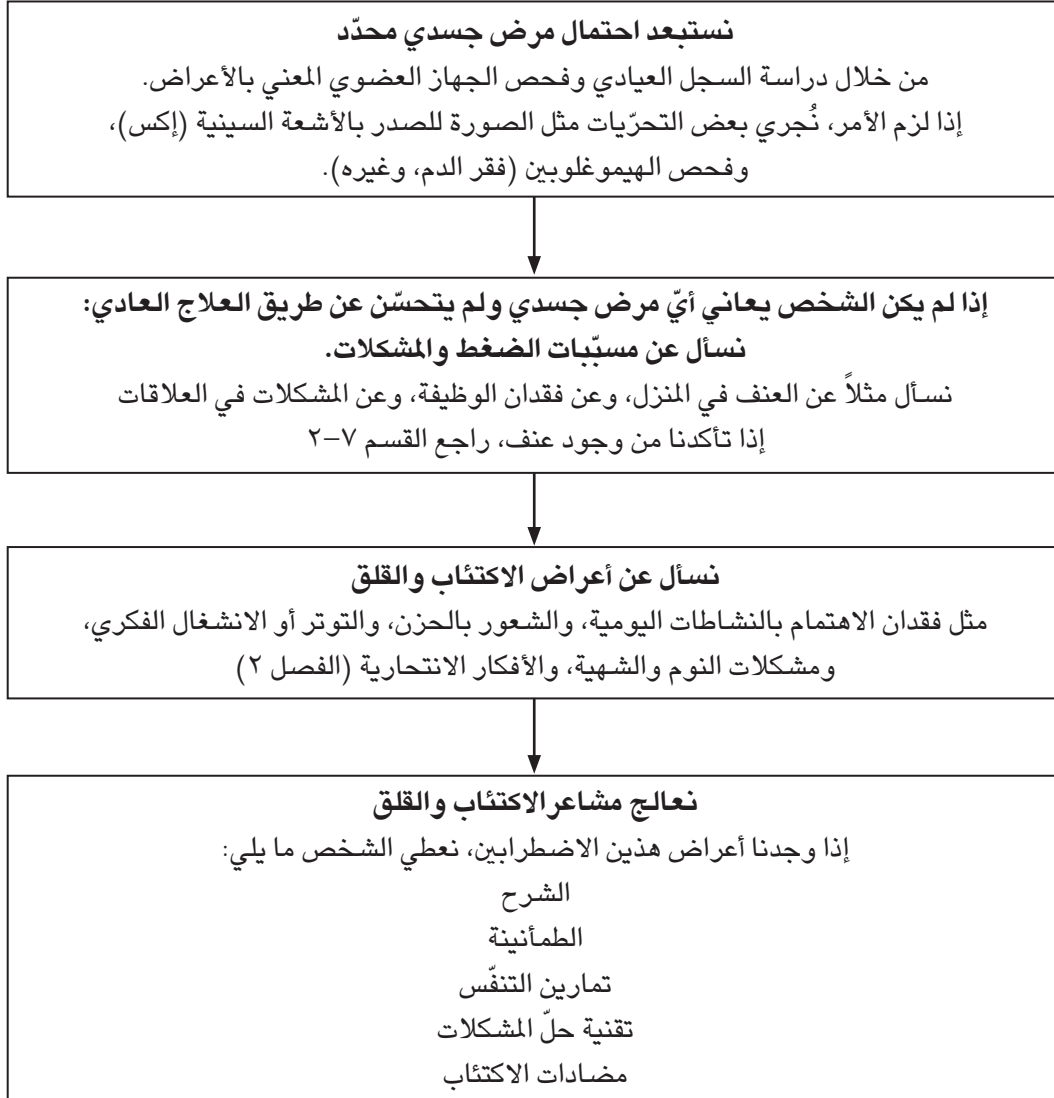 نستبعد احتمال مرض جسدي محدّد
من خلال دراسة السجل العيادي وفحص الجهاز العضوي المعني بالأعراض.
إذا لزم الأمر، نُجري بعض التحرّيات مثل الصورة للصدر بالأشعة السينية (إكس)،
وفحص الهيموغلوبين (فقر الدم، وغيره).
إذا لم يكن الشخص يعاني أيّ مرض جسدي ولم يتحسّن عن طريق العلاج العادي:
نسأل عن مسبّبات الضغط والمشكلات.
نسأل مثلاً عن العنف في المنزل، وعن فقدان الوظيفة، وعن المشكلات في العلاقات
إذا تأكدنا من وجود عنف، راجع القسم ٧–٢
نسأل عن أعراض الاكتئاب والقلق
مثل فقدان الاهتمام بالنشاطات اليومية، والشعور بالحزن، والتوتر أو الانشغال الفكري،
ومشكلات النوم والشهية، والأفكار الانتحارية (الفصل ٢)
نعالج مشاعرالاكتئاب والقلق
إذا وجدنا أعراض هذين الاضطرابين، نعطي الشخص ما يلي:
الشرح
الطمأنينة
تمارين التنفّس
تقنية حلّ المشكلات
مضادات الاكتئاب